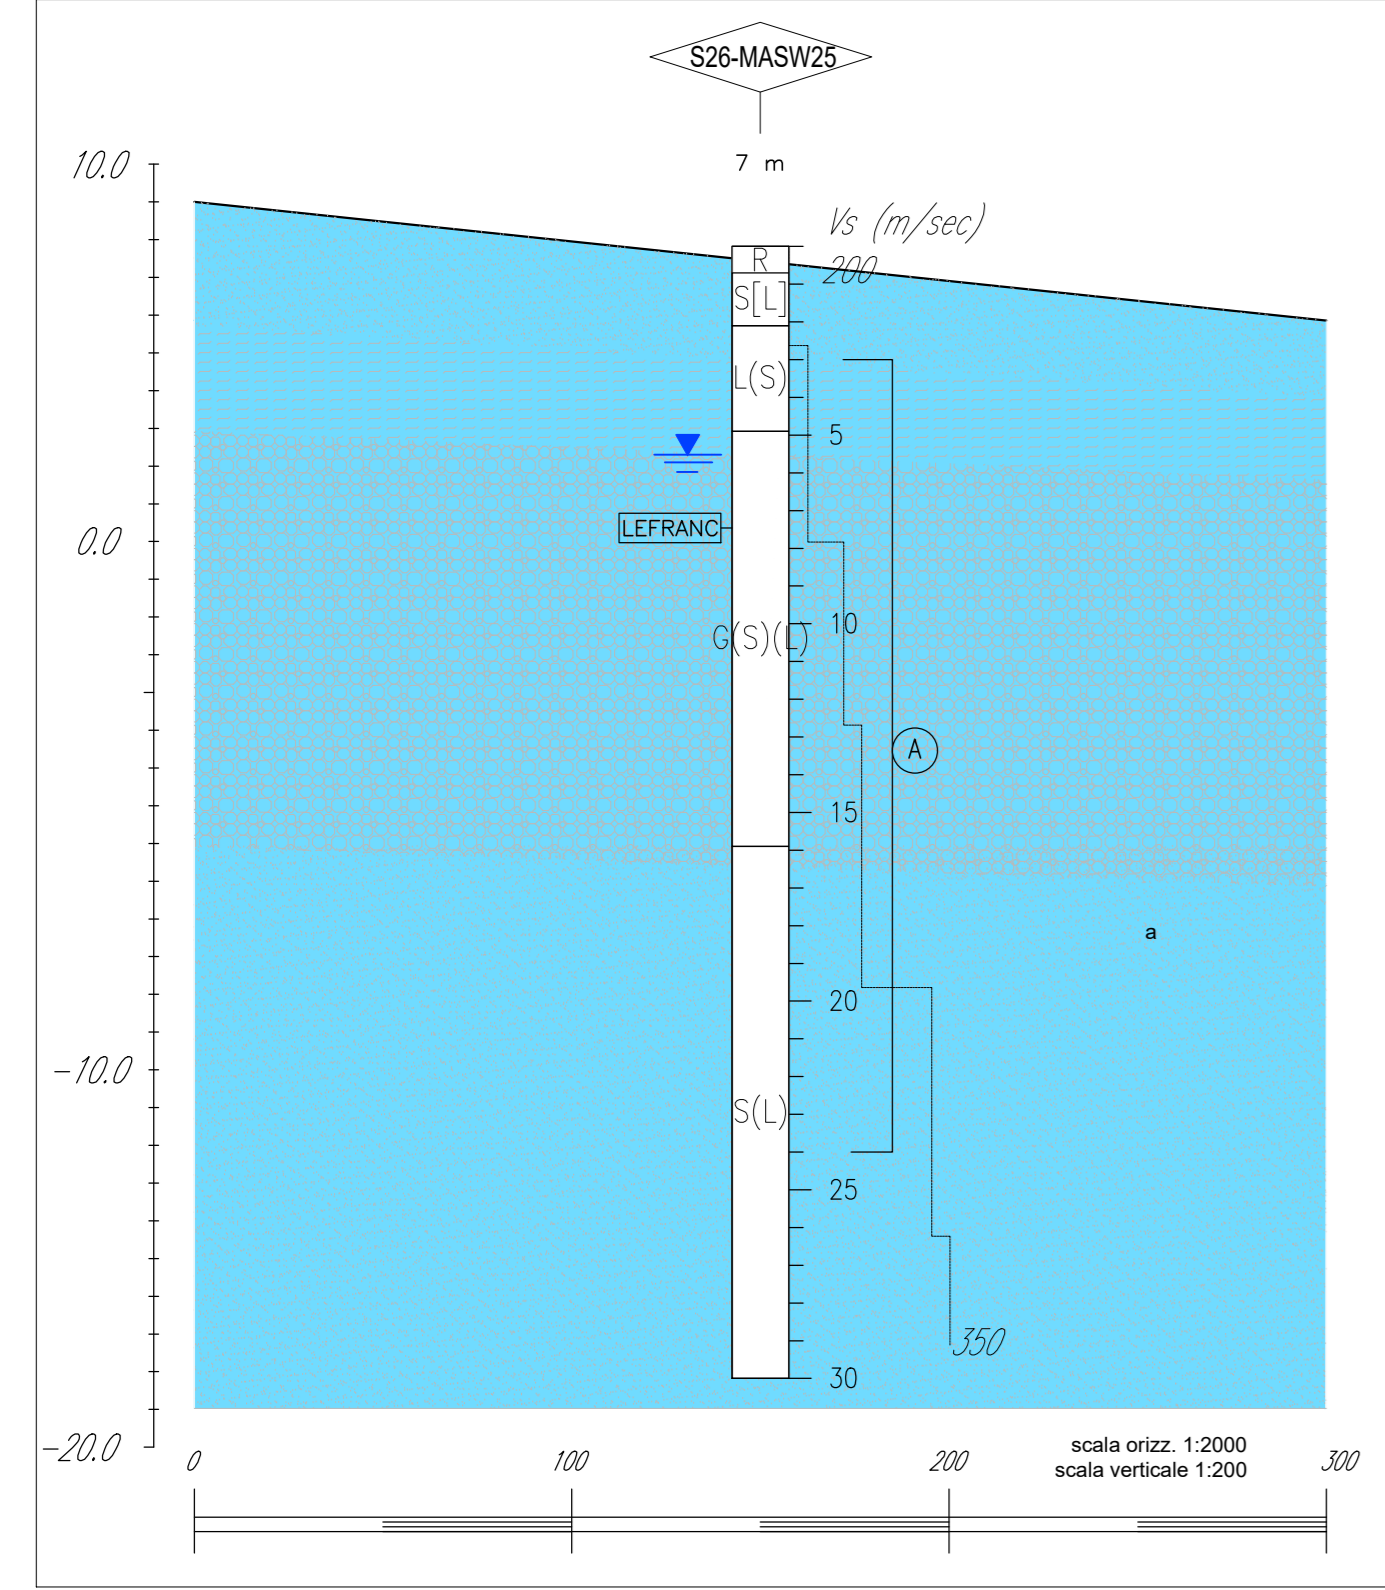 S26-MASW25
7 m
10.0
Vs (m/sec)
R
200
S[L]
L(S)
5
LEFRANC
0.0
10
G(S)(L)
A
15
a
20
-10.0
S(L)
25
350
30
-20.0
scala orizz. 1:2000
scala verticale 1:200
0
100
200
300